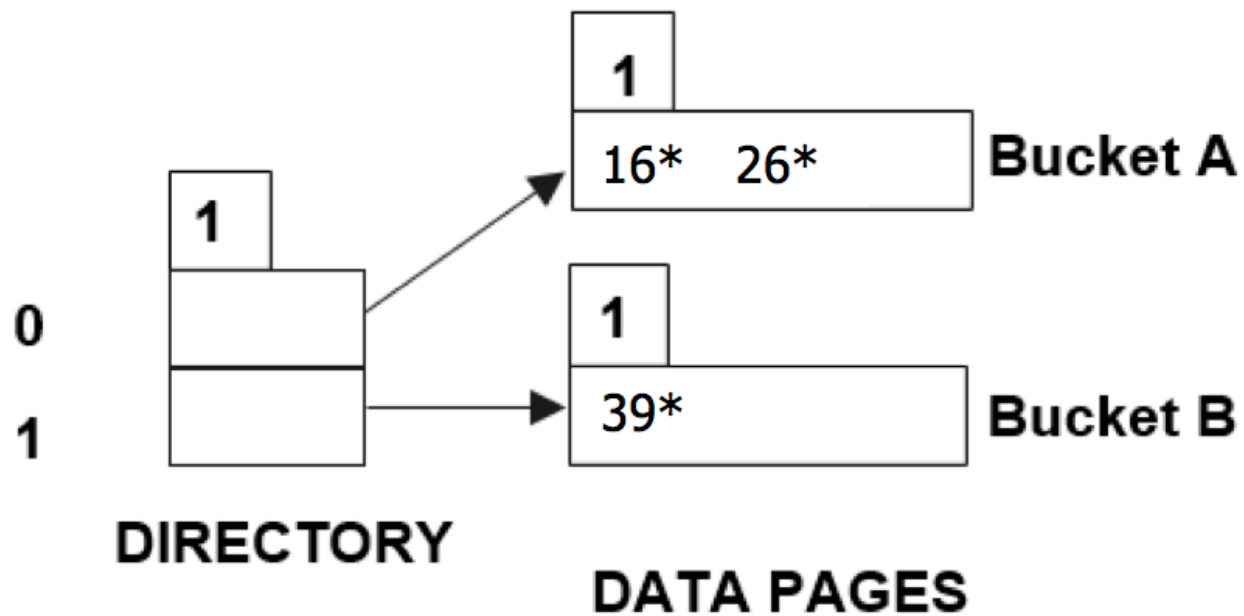 1
16* 26*
Bucket A
1
0
1
1
39*
Bucket B
DIRECTORY
DATA PAGES